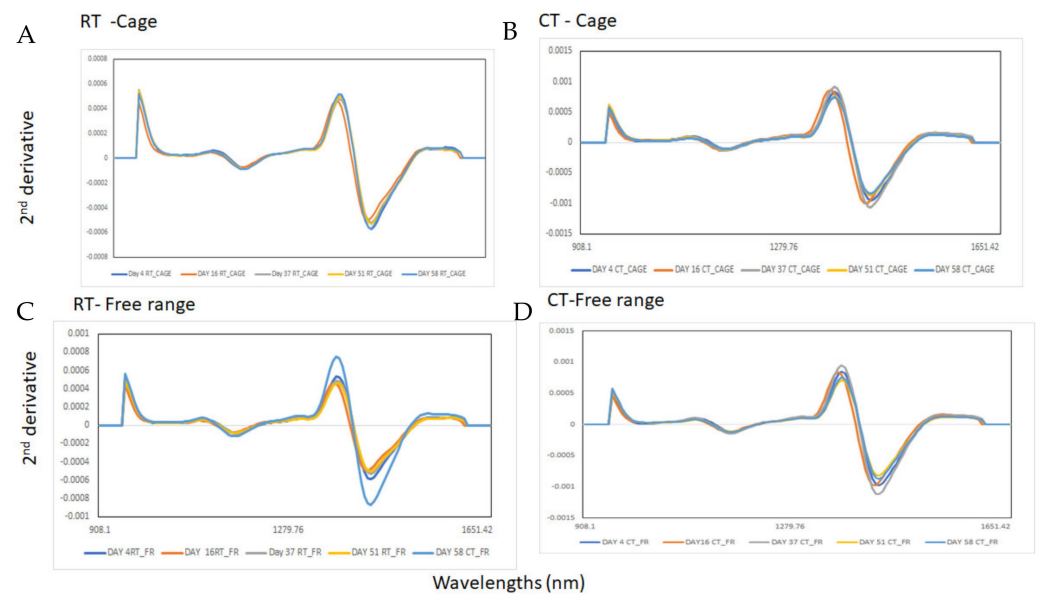 A
RT -Cage
0.0008
0.0006
0.0004
0.0002
0
-0.0002
-0.0004
-0.0006
-0.0008
2nd derivative
Day 4 RT_CAGE DAY 16 RT_CAGE DAY 37 RT_CAGE DAY 51 RT_CAGE DAY 58 RT_CAGE
B
CT - Cage
0.0015
0.001
0.0005
0
-0.0005
-0.001
-0.0015
908.1 1279.76 1651.42
DAY 4 CT_CAGE DAY 16 CT_CAGE DAY 37 CT_CAGE DAY 51 CT_CAGE DAY 58 CT_CAGE
C
RT- Free range
0.001
0.0008
0.0006
0.0004
0.0002
0
-0.0002
-0.0004
-0.0006
-0.0008
-0.001
2nd derivative
908.1 1279.76 1651.42
DAY 4RT_FR DAY 16RT_FR Day 37 RT_FR DAY 51 RT_FR DAY 58 CT_FR
D
CT-Free range
0.0015
0.001
0.0005
0
-0.0005
-0.001
-0.0015
908.1 1279.76 1651.42
DAY 4 CT_FR DAY16 CT_FR DAY 37 CT_FR DAY 51 CT_FR DAY 58 CT_FR
Wavelengths (nm)